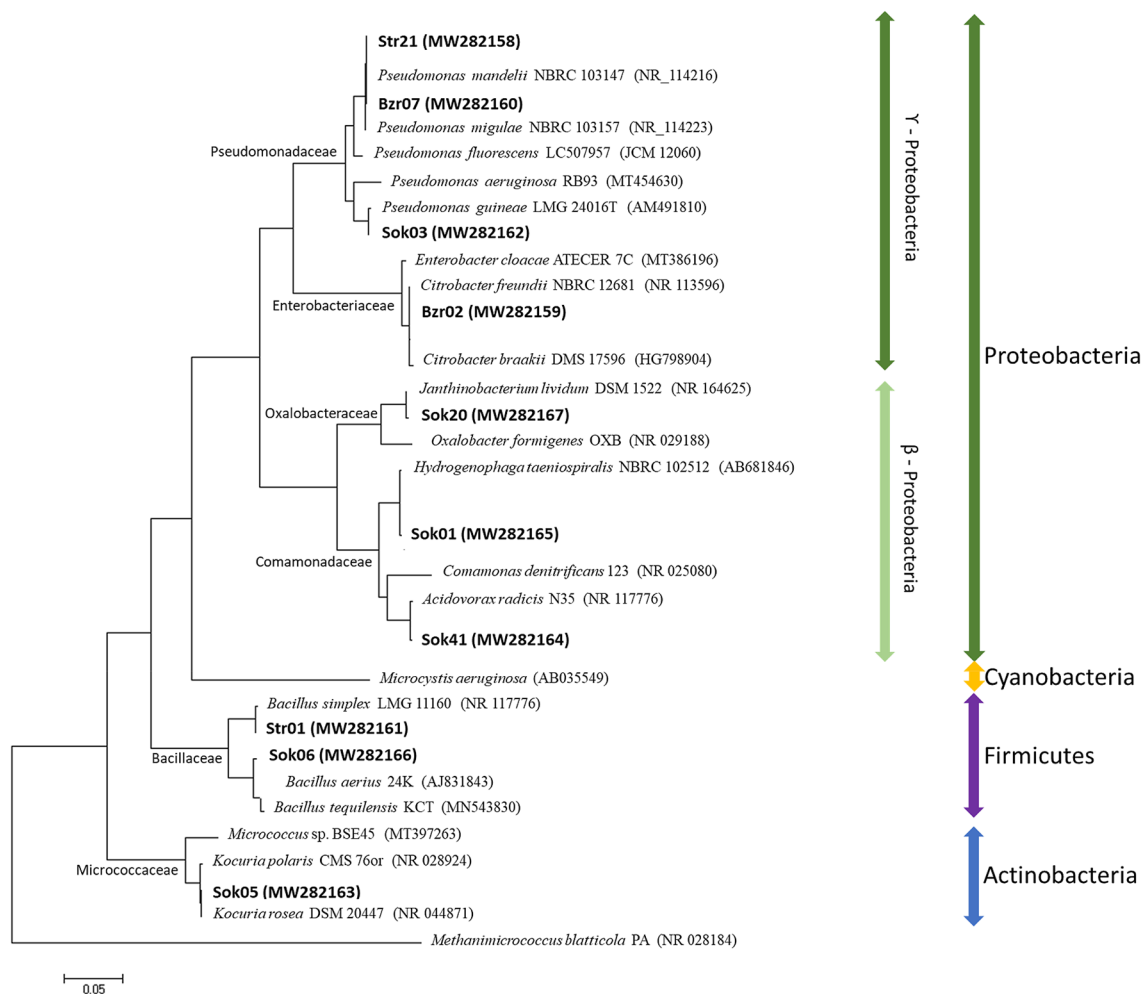 Str21 (MW282158)
Pseudomonas mandelii NBRC 103147 (NR_114216)
Bzr07 (MW282160)
Pseudomonas migulae NBRC 103157 (NR_114223)
Pseudomonadaceae
Pseudomonas fluorescens LC507957 (JCM 12060)
Pseudomonas aeruginosa RB93 (MT454630)
Pseudomonas guineae LMG 24016T (AM491810)
Sok03 (MW282162)
Enterobacter cloacae ATECER 7C (MT386196)
Citrobacter freundii NBRC 12681 (NR 113596)
Enterobacteriaceae
Bzr02 (MW282159)
Citrobacter braakii DMS 17596 (HG798904)
Janthinobacterium lividum DSM 1522 (NR 164625)
Oxalobacteraceae
Sok20 (MW282167)
Oxalobacter formigenes OXB (NR 029188)
Hydrogenophaga taeniospiralis NBRC 102512 (AB681846)
Sok01 (MW282165)
Comamonadaceae
Comamonas denitrificans 123 (NR 025080)
Acidovorax radicis N35 (NR 117776)
Sok41 (MW282164)
Microcystis aeruginosa (AB035549)
Bacillus simplex LMG 11160 (NR 117776)
Str01 (MW282161)
Bacillaceae
Sok06 (MW282166)
Bacillus aerius 24K (AJ831843)
Bacillus tequilensis KCT (MN543830)
Micrococcus sp. BSE45 (MT397263)
Kocuria polaris CMS 76or (NR 028924)
Micrococcaceae
Sok05 (MW282163)
Kocuria rosea DSM 20447 (NR 044871)
Methanimicrococcus blatticola PA (NR 028184)
0.05
ϒ - Proteobacteria
β - Proteobacteria
Proteobacteria
Cyanobacteria
Firmicutes
Actinobacteria